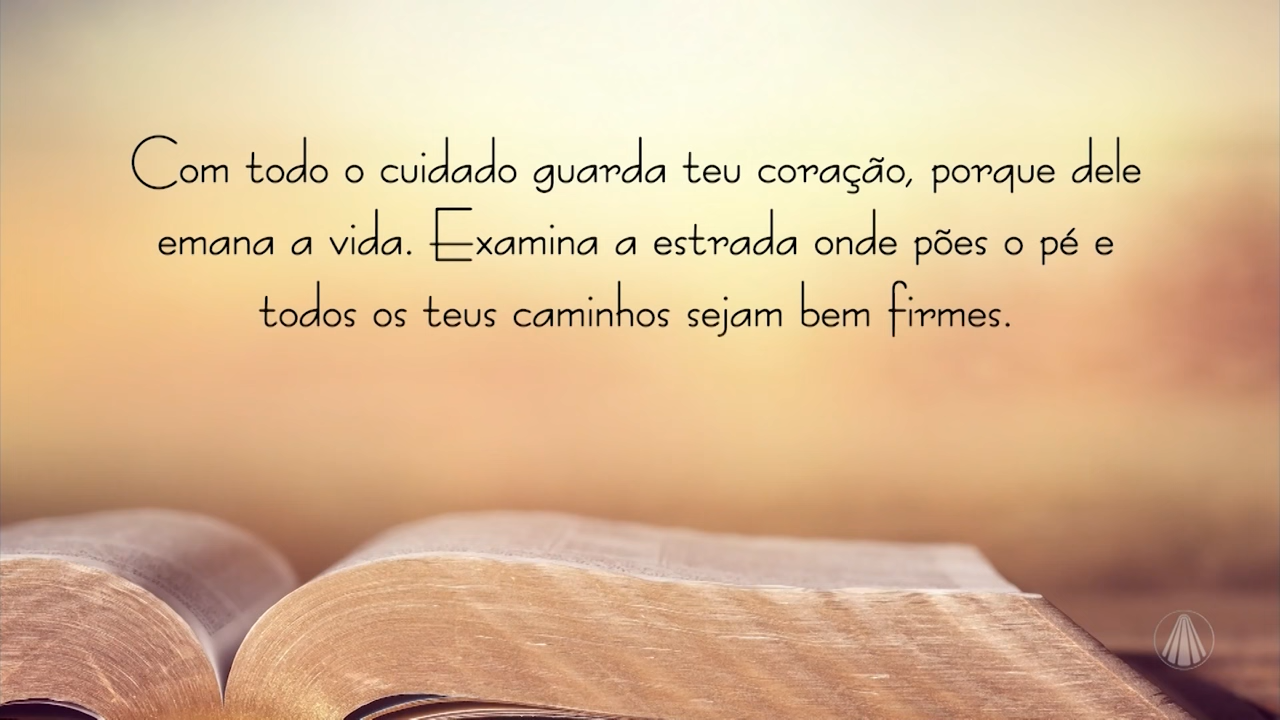 Com todo o cuidado guarda teu coração, porque dele
emana a vida. Examina a estrada onde pões o pé e
todos os teus caminhos sejam bem firmes.